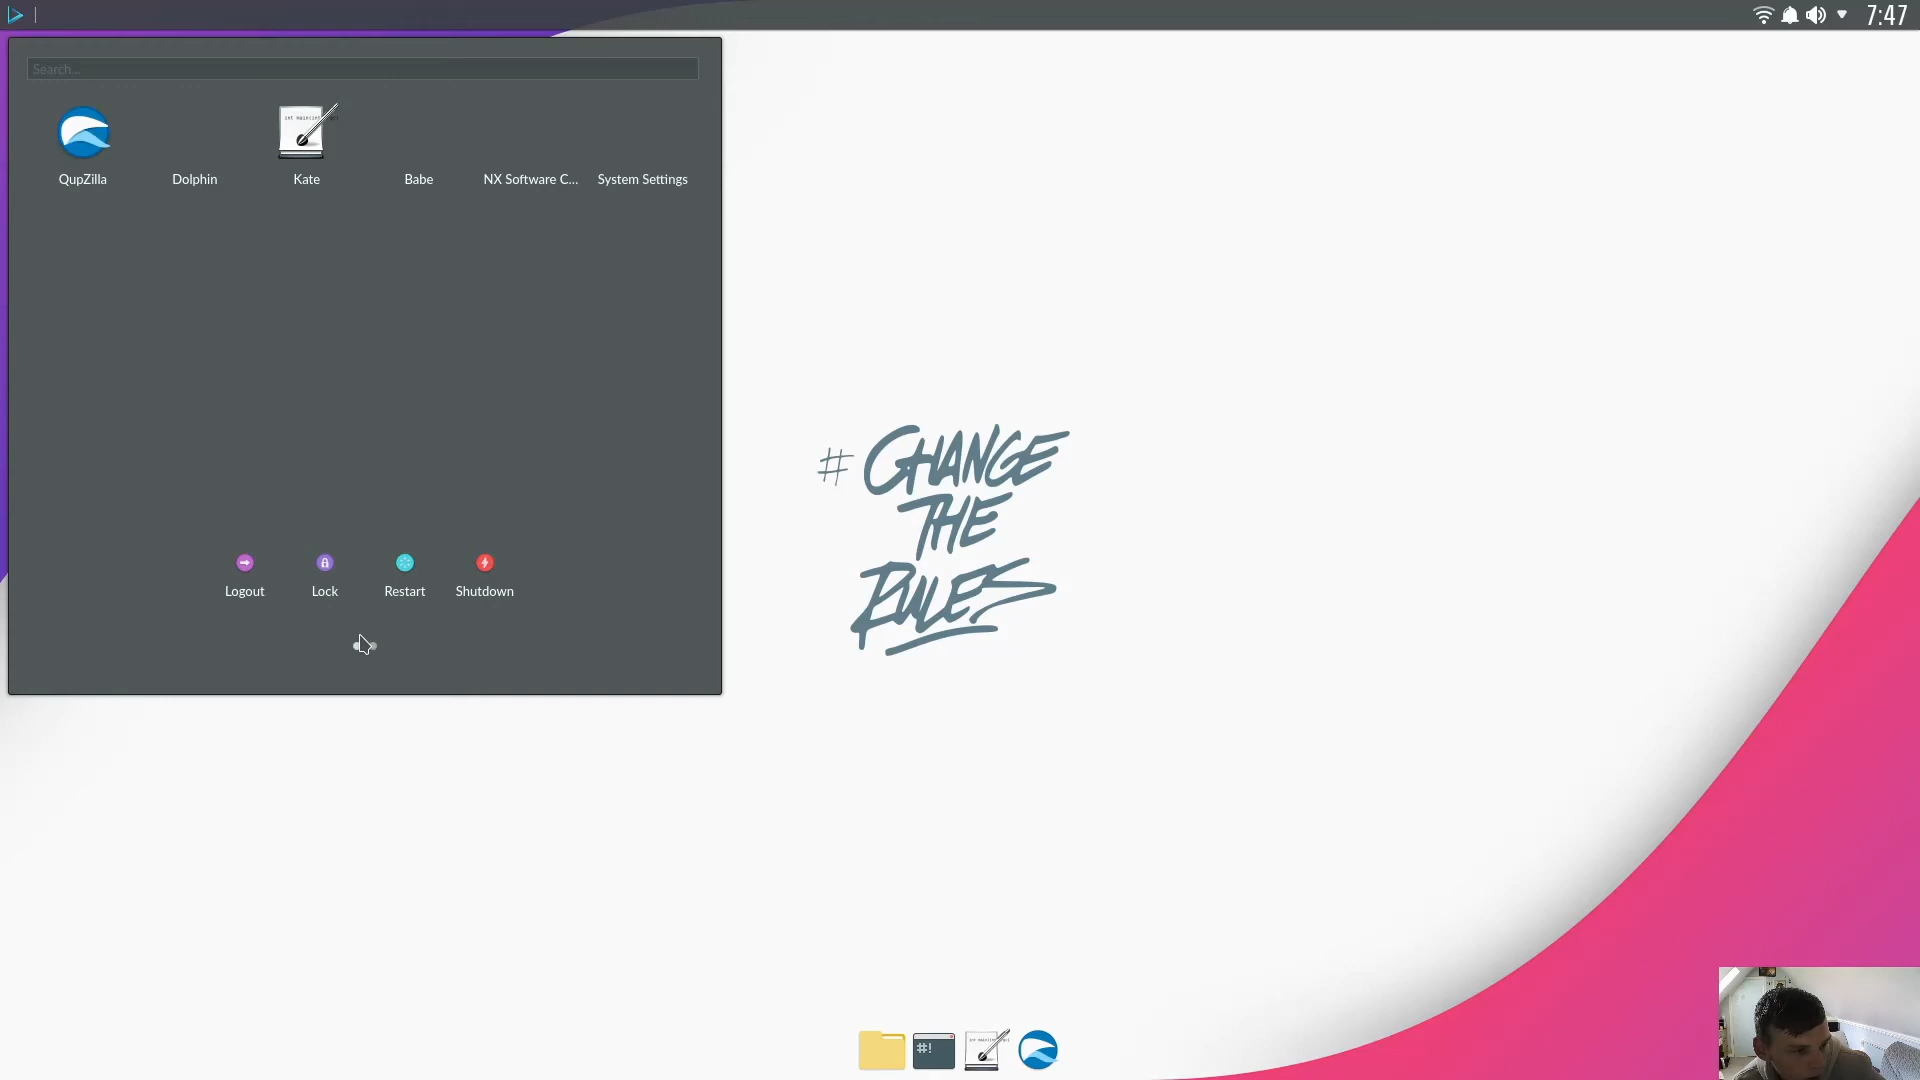 7:47
Search...
QupZilla
Dolphin
Kate
Babe
NX Software C...
System Settings
Logout
Lock
Restart
Shutdown
# CHANGE
THE
RULES
#!